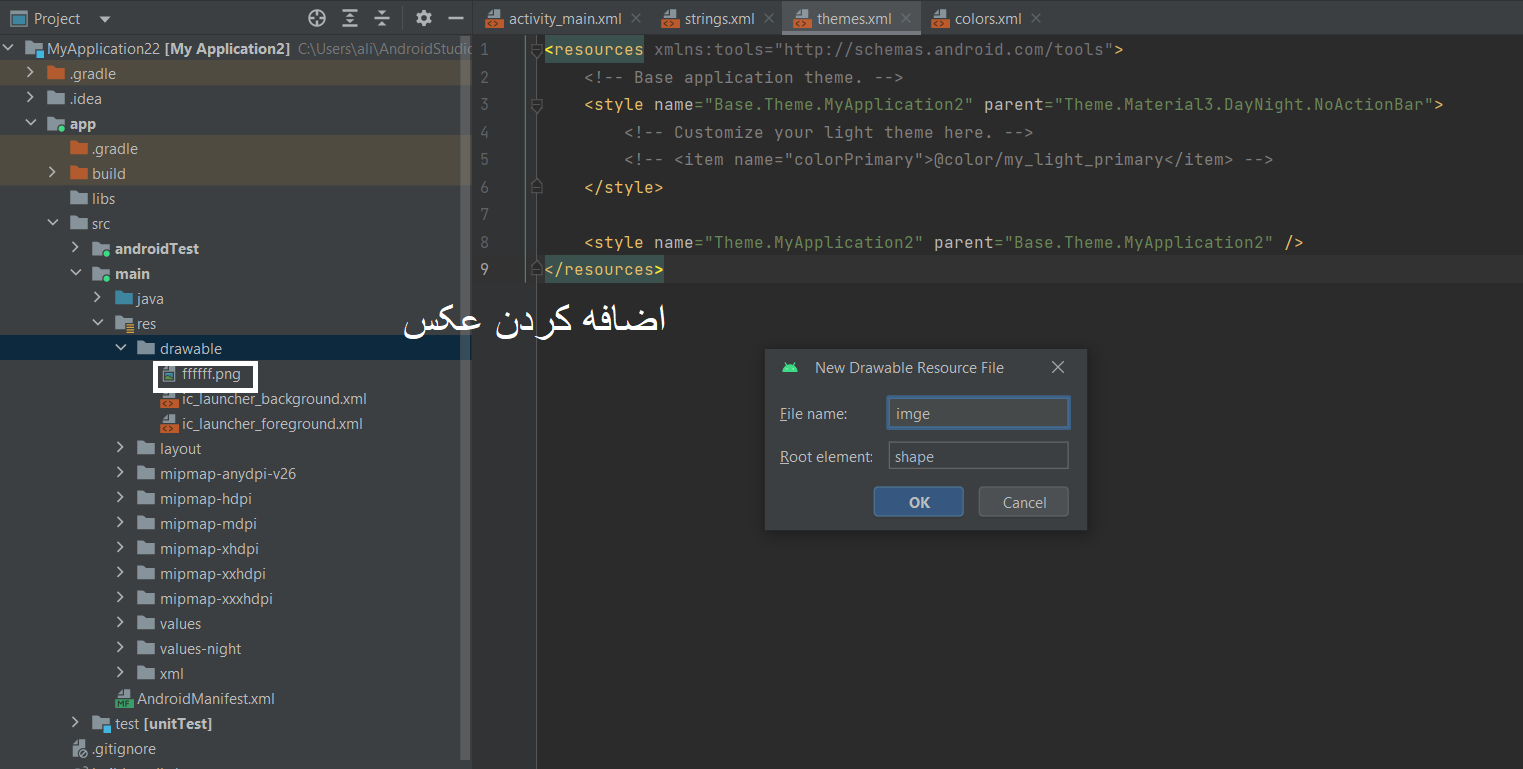 Project
activity_main.xml
strings.xml
themes.xml
colors.xml
MyApplication22 [My Application2] C:\Users\ali\AndroidStudio
.gradle
.idea
app
.gradle
build
libs
src
androidTest
main
java
res
drawable
ffffff.png
ic_launcher_background.xml
ic_launcher_foreground.xml
layout
mipmap-anydpi-v26
mipmap-hdpi
mipmap-mdpi
mipmap-xhdpi
mipmap-xxhdpi
mipmap-xxxhdpi
values
values-night
xml
AndroidManifest.xml
test [unitTest]
.gitignore
1 <resources xmlns:tools="http://schemas.android.com/tools">
2 <!-- Base application theme. -->
3 <style name="Base.Theme.MyApplication2" parent="Theme.Material3.DayNight.NoActionBar">
4 <!-- Customize your light theme here. -->
5 <!-- <item name="colorPrimary">@color/my_light_primary</item> -->
6 </style>
7
8 <style name="Theme.MyApplication2" parent="Base.Theme.MyApplication2" />
9 </resources>
اضافه کردن عکس
New Drawable Resource File
File name: imge
Root element: shape
OK Cancel